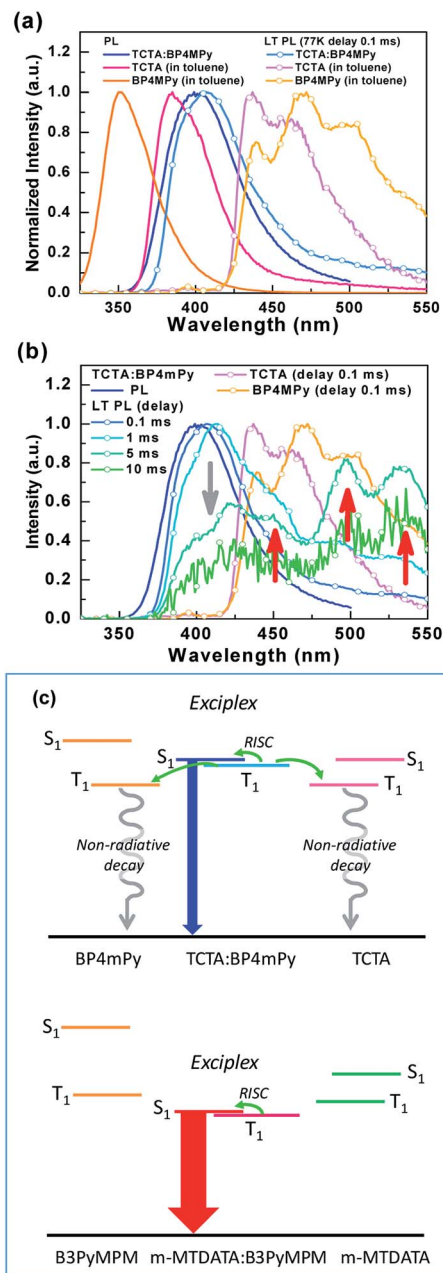 (a)
PL
LT PL (77K delay 0.1 ms)
TCTA:BP4MPy
TCTA:BP4MPy
TCTA (in toluene)
TCTA (in toluene)
BP4MPy (in toluene)
BP4MPy (in toluene)
Normalized Intensity (a.u.)
1.0
0.8
0.6
0.4
0.2
0.0
350 400 450 500 550
Wavelength (nm)
(b)
TCTA:BP4mPy
TCTA (delay 0.1 ms)
PL
BP4MPy (delay 0.1 ms)
LT PL (delay)
0.1 ms
1 ms
5 ms
10 ms
Intensity (a.u.)
1.0
0.8
0.6
0.4
0.2
0.0
350 400 450 500 550
Wavelength (nm)
(c)
Exciplex
S1
RISC
S1
S1
T1
T1
T1
Non-radiative
decay
Non-radiative
decay
BP4mPy TCTA:BP4mPy TCTA
S1
Exciplex
S1
T1
RISC
S1
T1
T1
B3PyMPM m-MTDATA:B3PyMPM m-MTDATA